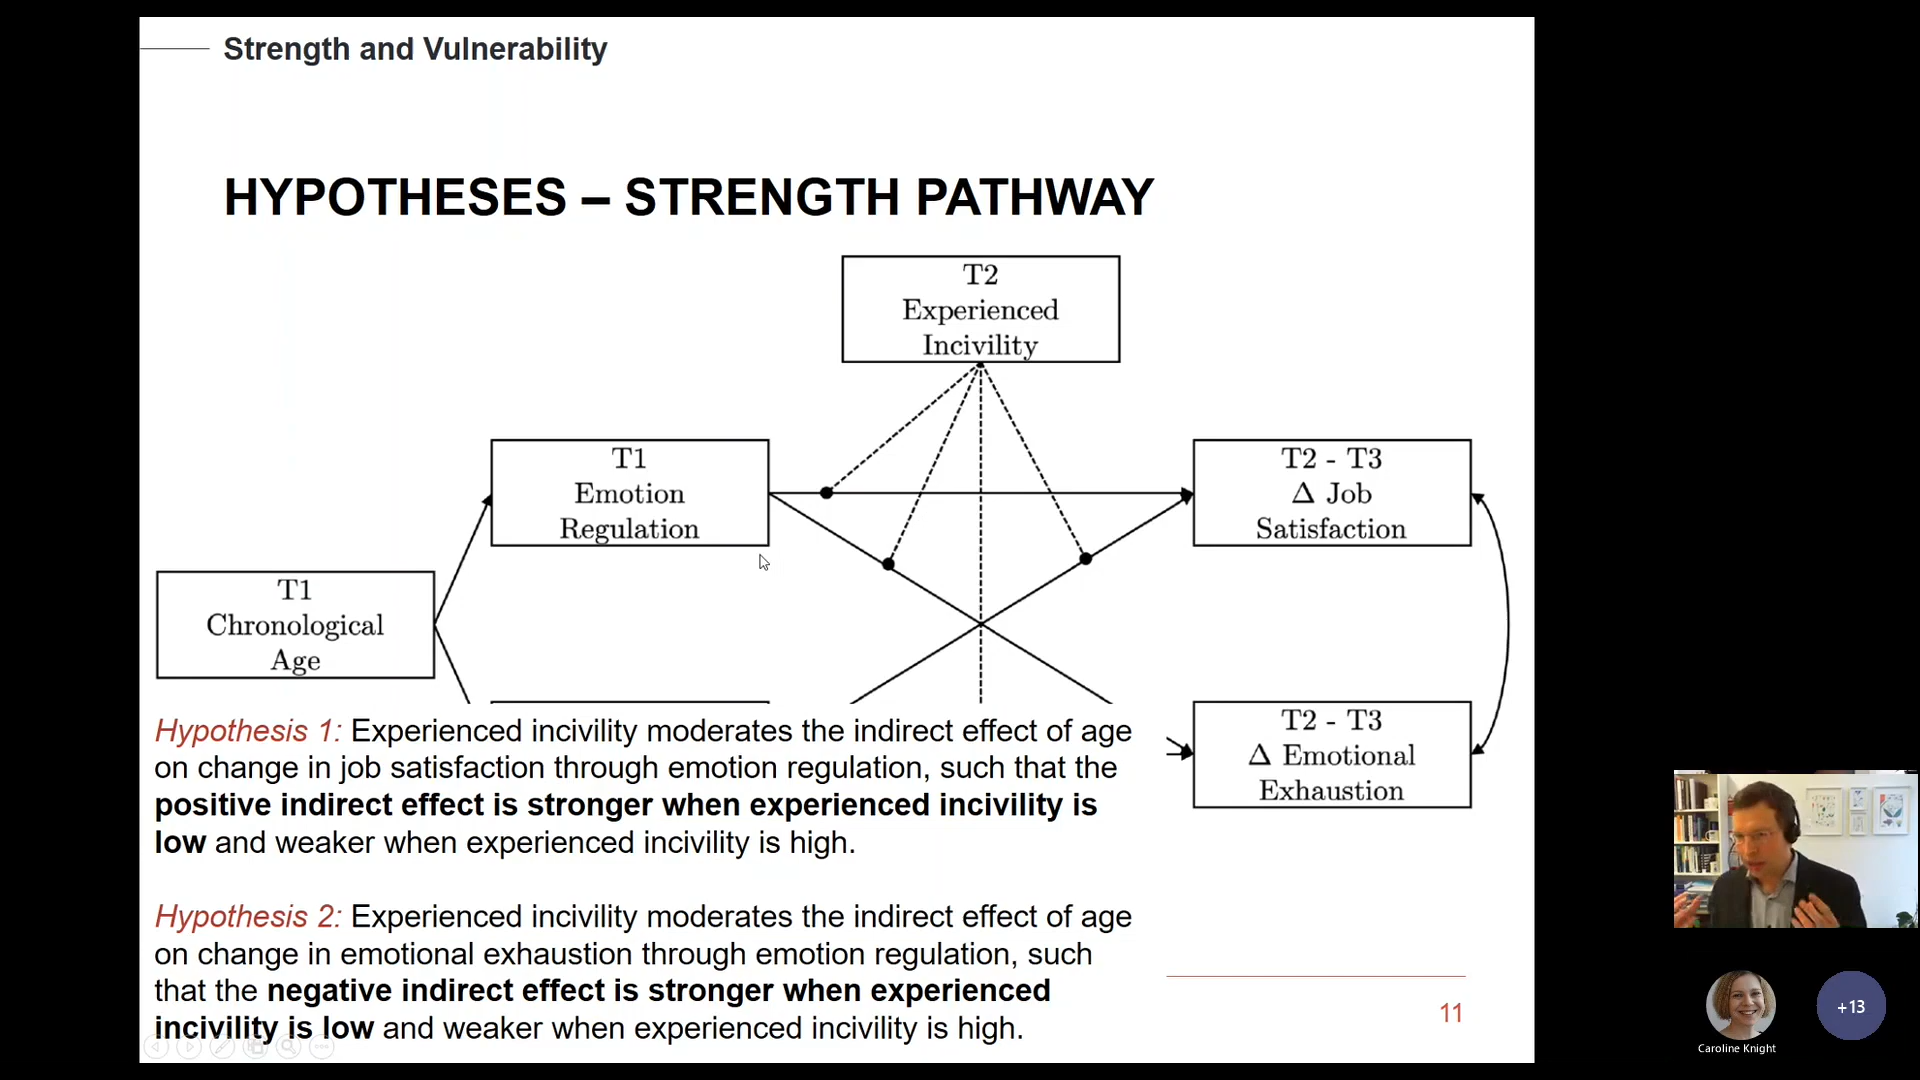 Strength and Vulnerability
HYPOTHESES – STRENGTH PATHWAY
T2
Experienced
Incivility
T1
Emotion
Regulation
T2 - T3
Δ Job
Satisfaction
T1
Chronological
Age
T2 - T3
Δ Emotional
Exhaustion
Hypothesis 1: Experienced incivility moderates the indirect effect of age
on change in job satisfaction through emotion regulation, such that the
positive indirect effect is stronger when experienced incivility is
low and weaker when experienced incivility is high.
Hypothesis 2: Experienced incivility moderates the indirect effect of age
on change in emotional exhaustion through emotion regulation, such
that the negative indirect effect is stronger when experienced
incivility is low and weaker when experienced incivility is high.
11
+13
Caroline Knight